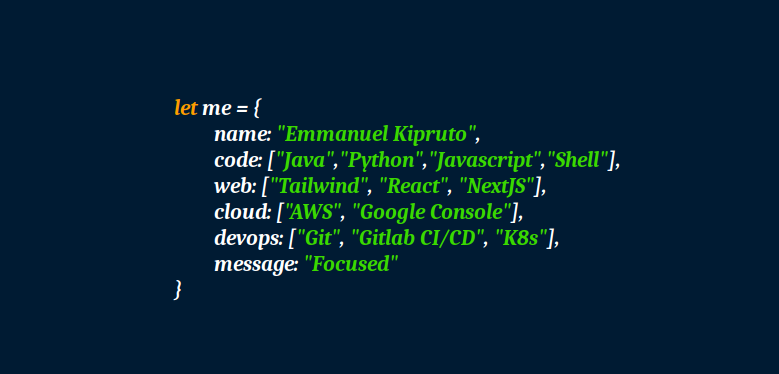 let me = {
name: "Emmanuel Kipruto",
code: ["Java","Python","Javascript","Shell"],
web: ["Tailwind", "React", "NextJS"],
cloud: ["AWS", "Google Console"],
devops: ["Git", "Gitlab CI/CD", "K8s"],
message: "Focused"
}